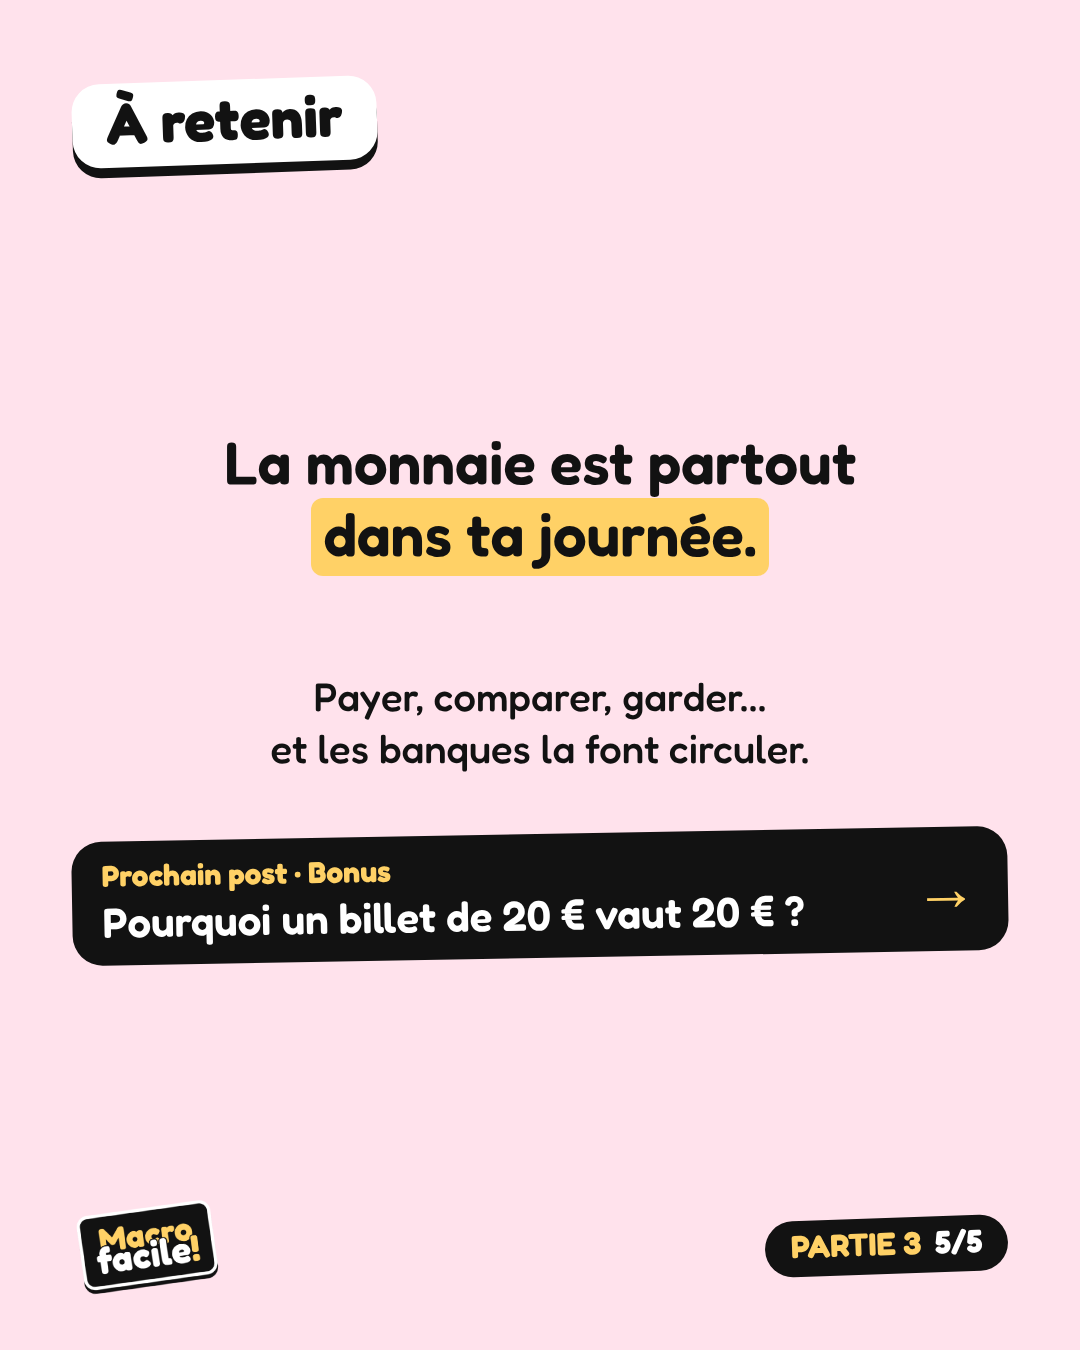 À retenir
La monnaie est partout
dans ta journée.
Payer, comparer, garder...
et les banques la font circuler.
Prochain post · Bonus
Pourquoi un billet de 20 € vaut 20 € ?
→
Macro
facile!
PARTIE 3 5/5